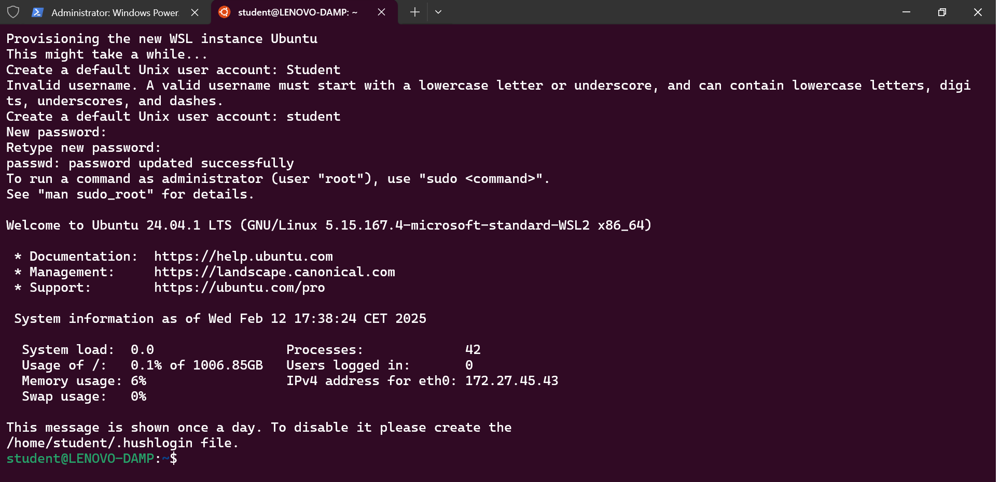 Administrator: Windows Power
student@LENOVO-DAMP: ~
Provisioning the new WSL instance Ubuntu
This might take a while...
Create a default Unix user account: Student
Invalid username. A valid username must start with a lowercase letter or underscore, and can contain lowercase letters, digi
ts, underscores, and dashes.
Create a default Unix user account: student
New password:
Retype new password:
passwd: password updated successfully
To run a command as administrator (user "root"), use "sudo <command>".
See "man sudo_root" for details.
Welcome to Ubuntu 24.04.1 LTS (GNU/Linux 5.15.167.4-microsoft-standard-WSL2 x86_64)
* Documentation:  https://help.ubuntu.com
* Management:     https://landscape.canonical.com
* Support:        https://ubuntu.com/pro
System information as of Wed Feb 12 17:38:24 CET 2025
System load:  0.0                 Processes:             42
Usage of /:   0.1% of 1006.85GB   Users logged in:       0
Memory usage: 6%                  IPv4 address for eth0: 172.27.45.43
Swap usage:   0%
This message is shown once a day. To disable it please create the
/home/student/.hushlogin file.
student@LENOVO-DAMP:~$